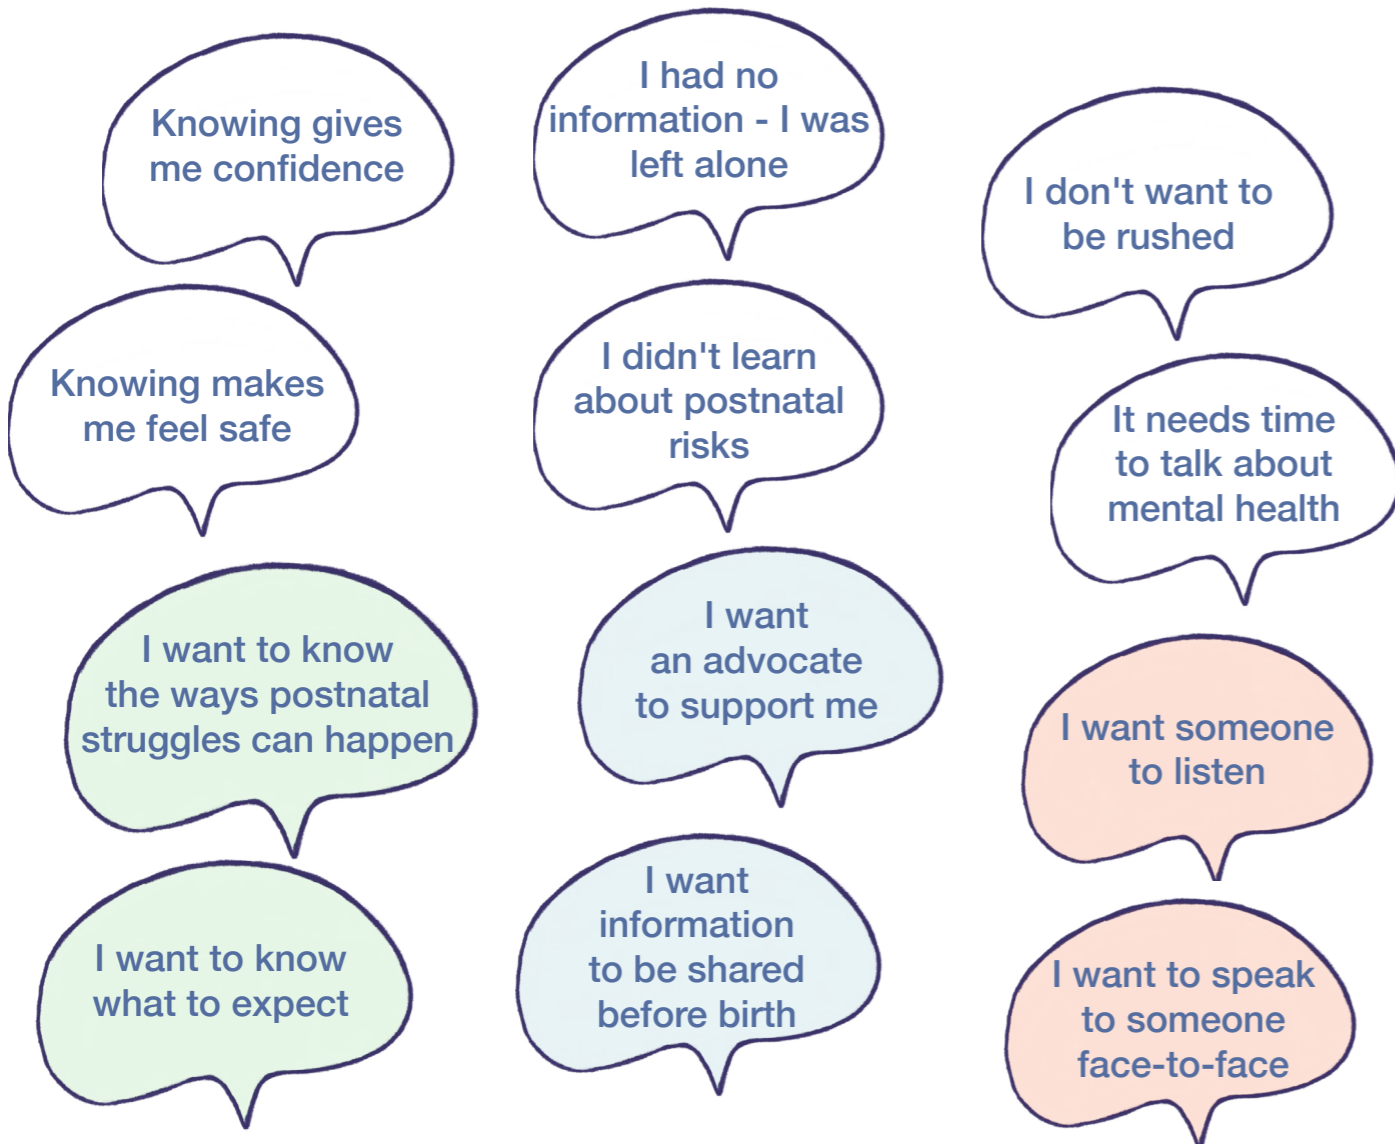 Knowing gives
me confidence
I had no
information - I was
left alone
I don't want to
be rushed
Knowing makes
me feel safe
I didn't learn
about postnatal
risks
It needs time
to talk about
mental health
I want to know
the ways postnatal
struggles can happen
I want
an advocate
to support me
I want someone
to listen
I want to know
what to expect
I want
information
to be shared
before birth
I want to speak
to someone
face-to-face